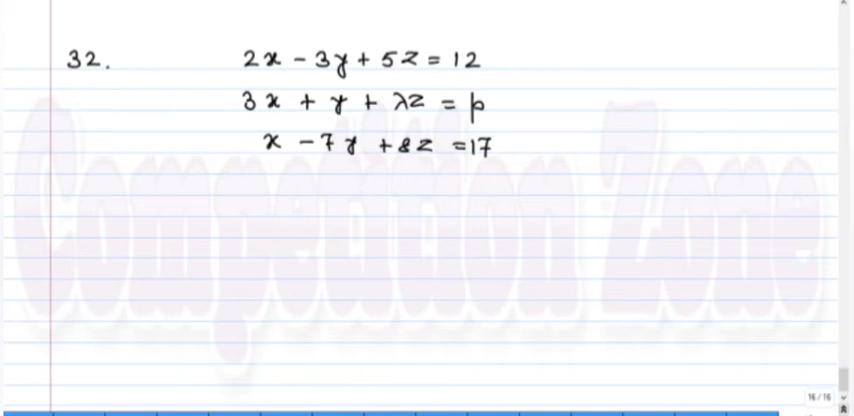 32. 2x - 3y + 5z = 12
3x + y + λz = p
x - 7y + 8z = 17
Competition Zone
16 / 16